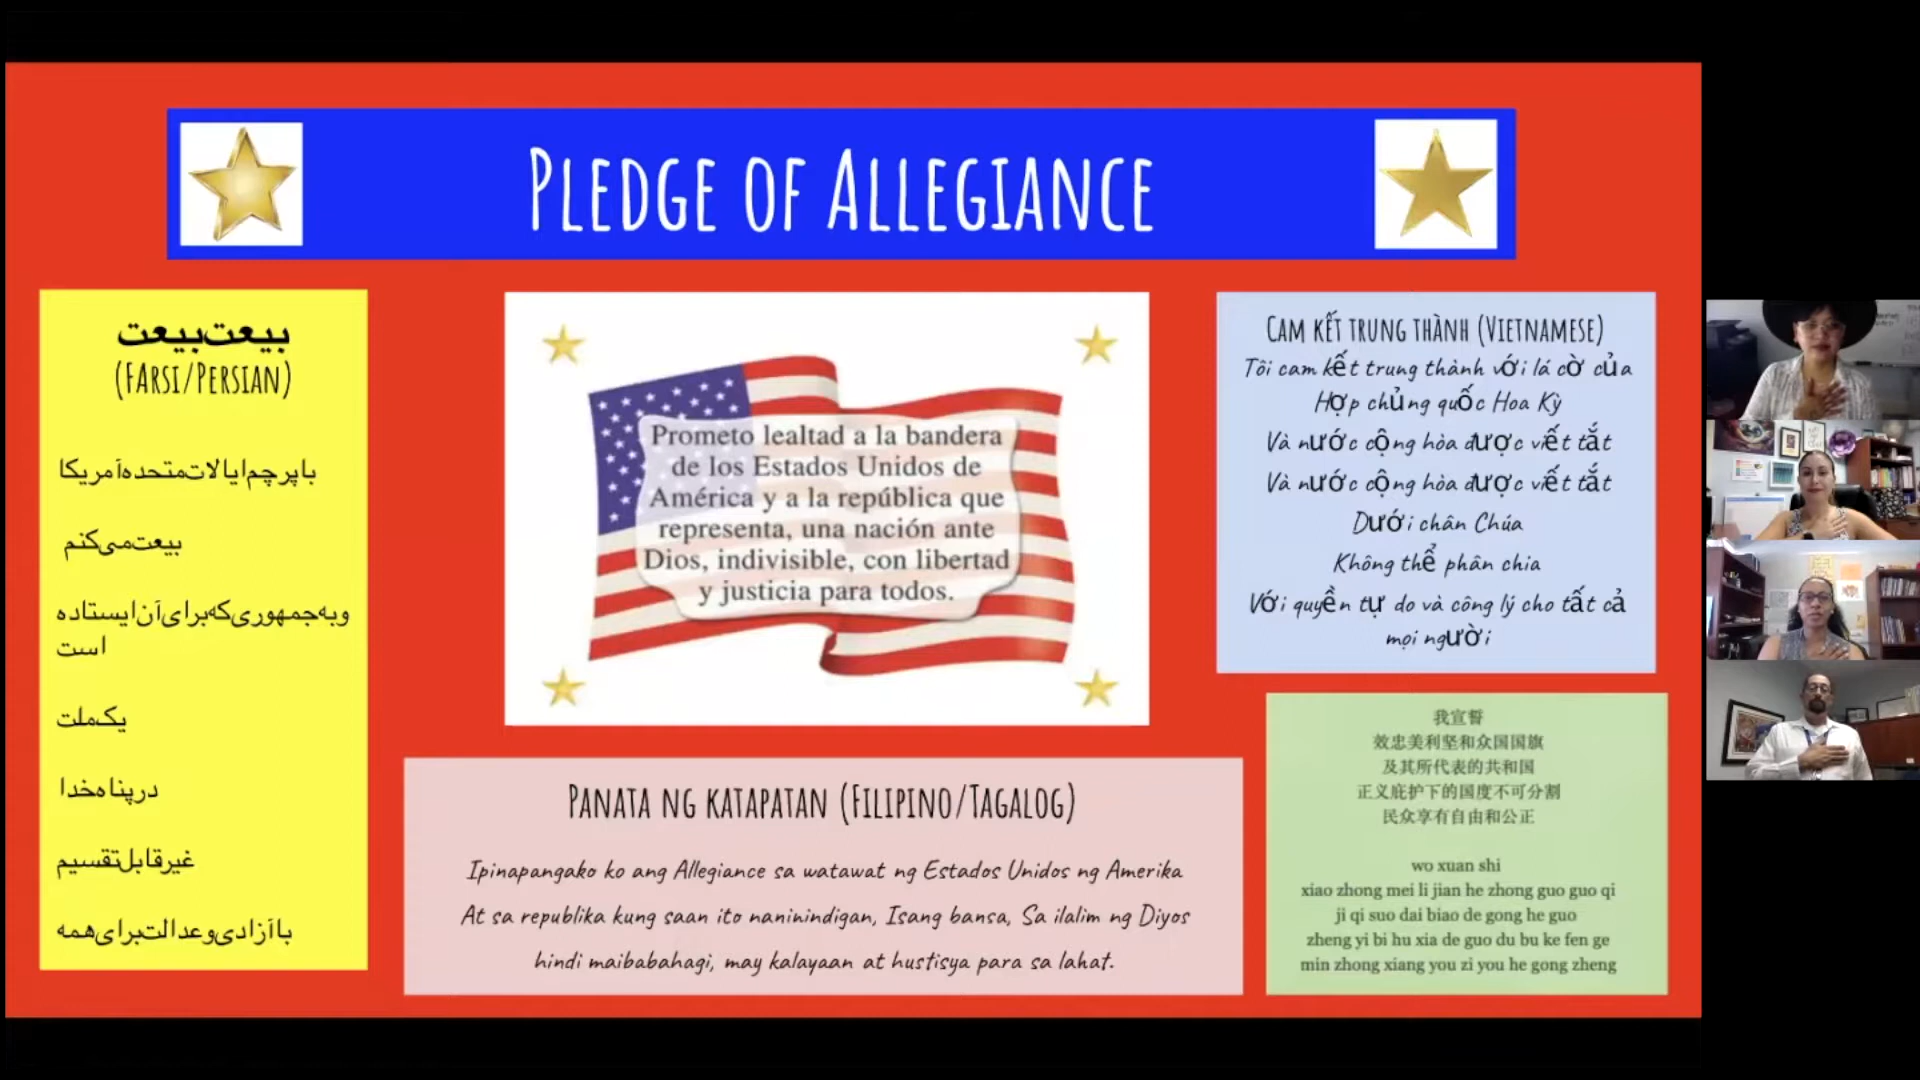 PLEDGE OF ALLEGIANCE
بیعت‌بیعت
(FARSI/PERSIAN)
باپرچم‌ایالات‌متحده‌آمریکا
بیعت‌می‌کنم
وبه‌جمهوری‌که‌برای‌آن‌ایستاده
است
یک‌ملت
درپناه‌خدا
غیرقابل‌تقسیم
باآزادی‌وعدالت‌برای‌همه
Prometo lealtad a la bandera
de los Estados Unidos de
América y a la república que
representa, una nación ante
Dios, indivisible, con libertad
y justicia para todos.
CAM KẾT TRUNG THÀNH (VIETNAMESE)
Tôi cam kết trung thành với lá cờ của
Hợp chủng quốc Hoa Kỳ
Và nước cộng hòa được viết tắt
Và nước cộng hòa được viết tắt
Dưới chân Chúa
Không thể phân chia
Với quyền tự do và công lý cho tất cả
mọi người
PANATA NG KATAPATAN (FILIPINO/TAGALOG)
Ipinapangako ko ang Allegiance sa watawat ng Estados Unidos ng Amerika
At sa republika kung saan ito naninindigan, Isang bansa, Sa ilalim ng Diyos
hindi maibabahagi, may kalayaan at hustisya para sa lahat.
我宣誓
效忠美利坚和众国国旗
及其所代表的共和国
正义庇护下的国度不可分割
民众享有自由和公正
wo xuan shi
xiao zhong mei li jian he zhong guo guo qi
ji qi suo dai biao de gong he guo
zheng yi bi hu xia de guo du bu ke fen ge
min zhong xiang you zi you he gong zheng